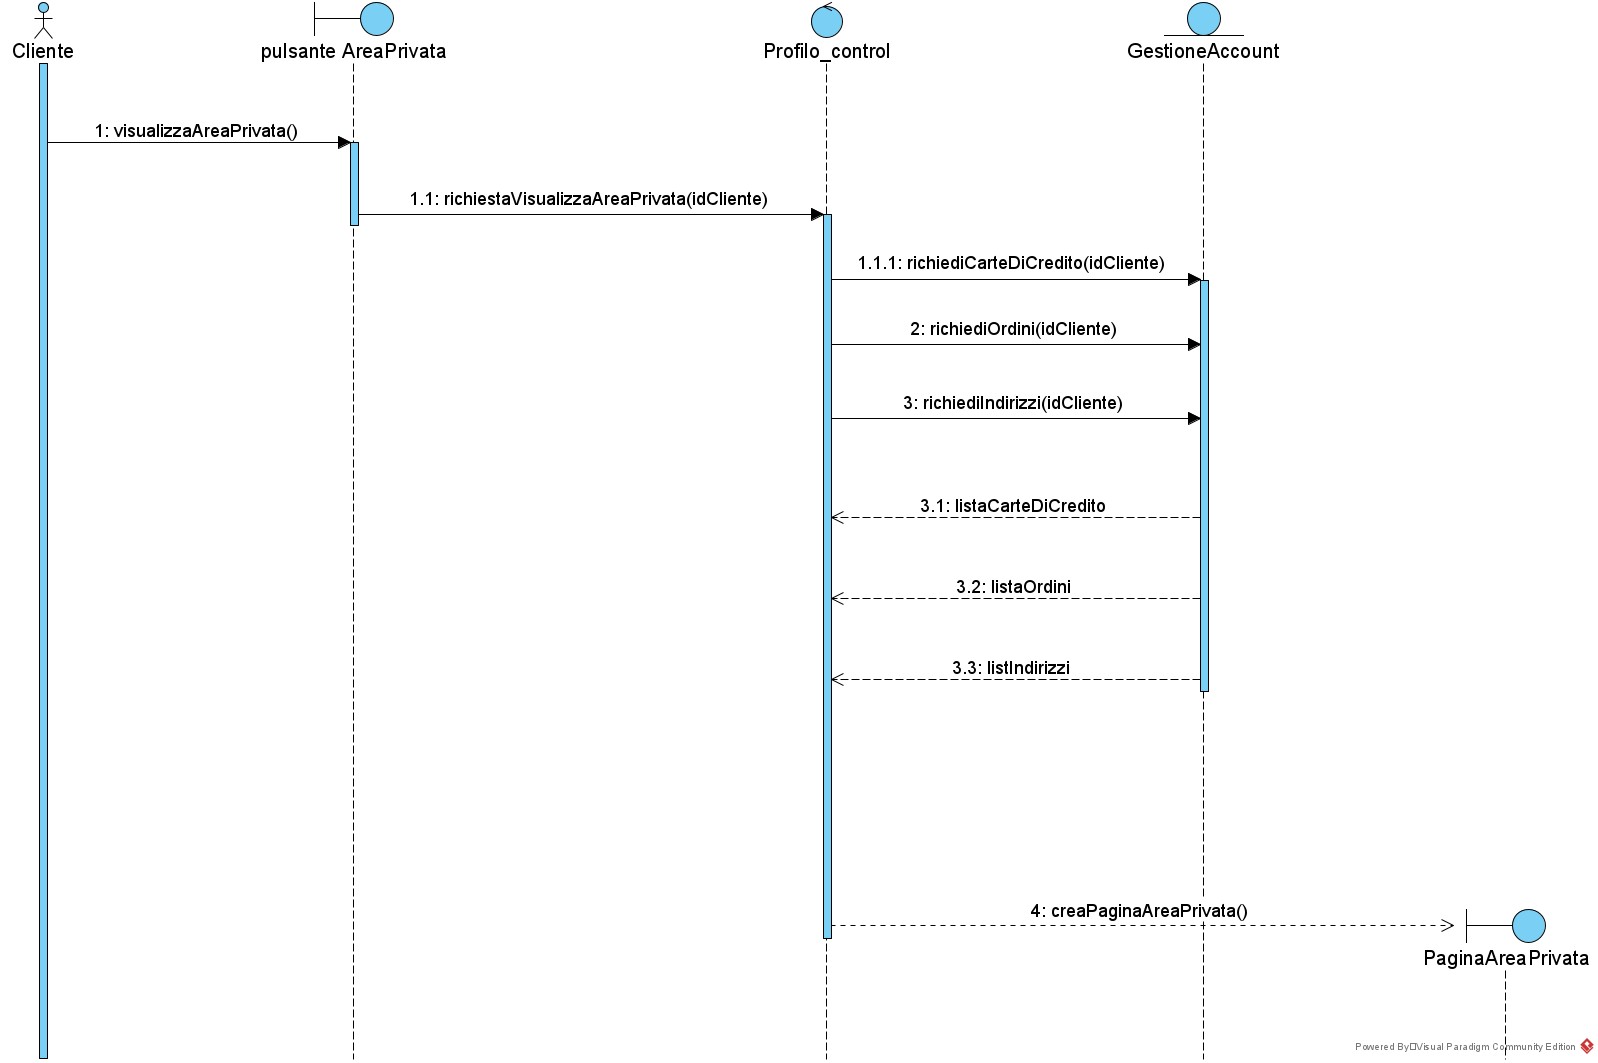 Cliente
pulsante AreaPrivata
Profilo_control
GestioneAccount
1: visualizzaAreaPrivata()
1.1: richiestaVisualizzaAreaPrivata(idCliente)
1.1.1: richiediCarteDiCredito(idCliente)
2: richiediOrdini(idCliente)
3: richiediIndirizzi(idCliente)
3.1: listaCarteDiCredito
3.2: listaOrdini
3.3: listIndirizzi
4: creaPaginaAreaPrivata()
PaginaAreaPrivata
Powered By□Visual Paradigm Community Edition